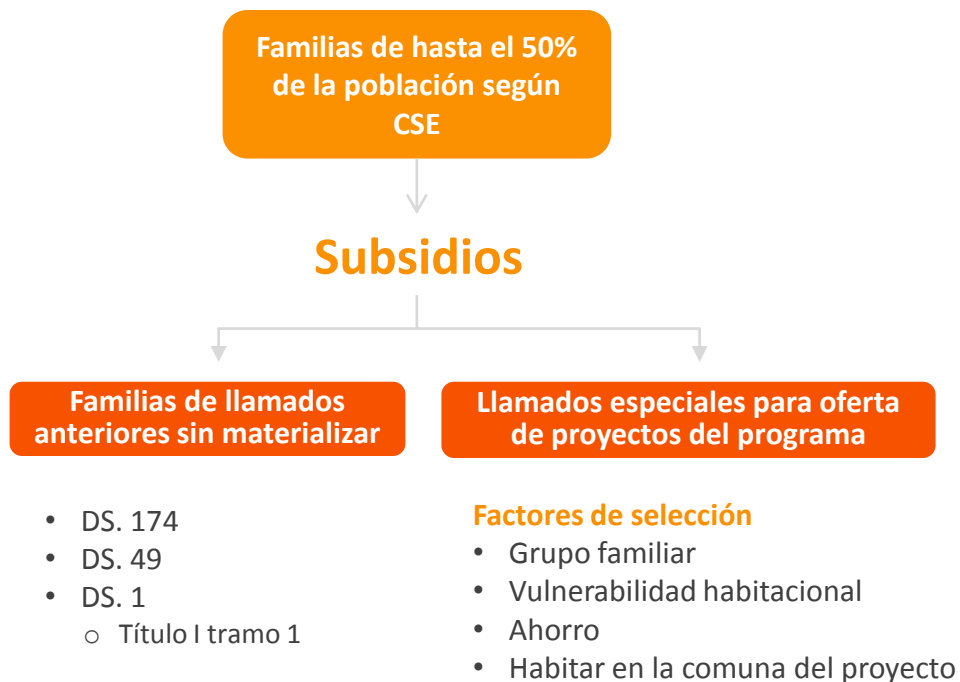 Familias de hasta el 50%
de la población según
CSE
Subsidios
Familias de llamados
anteriores sin materializar
• DS. 174
• DS. 49
• DS. 1
o Título I tramo 1
Llamados especiales para oferta
de proyectos del programa
Factores de selección
• Grupo familiar
• Vulnerabilidad habitacional
• Ahorro
• Habitar en la comuna del proyecto